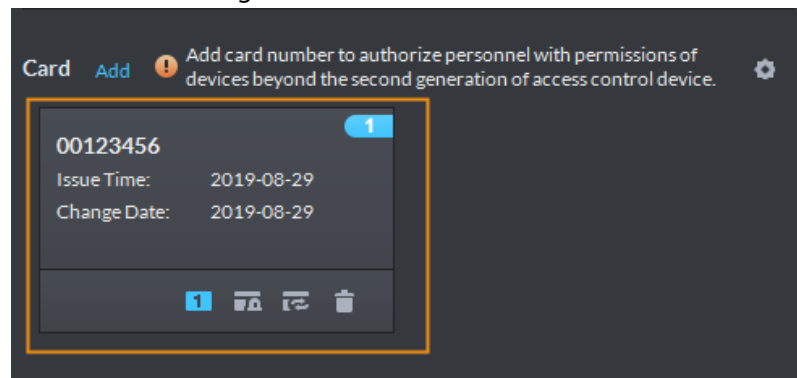 Card Add Add card number to authorize personnel with permissions of
devices beyond the second generation of access control device.
1
00123456
Issue Time: 2019-08-29
Change Date: 2019-08-29
1